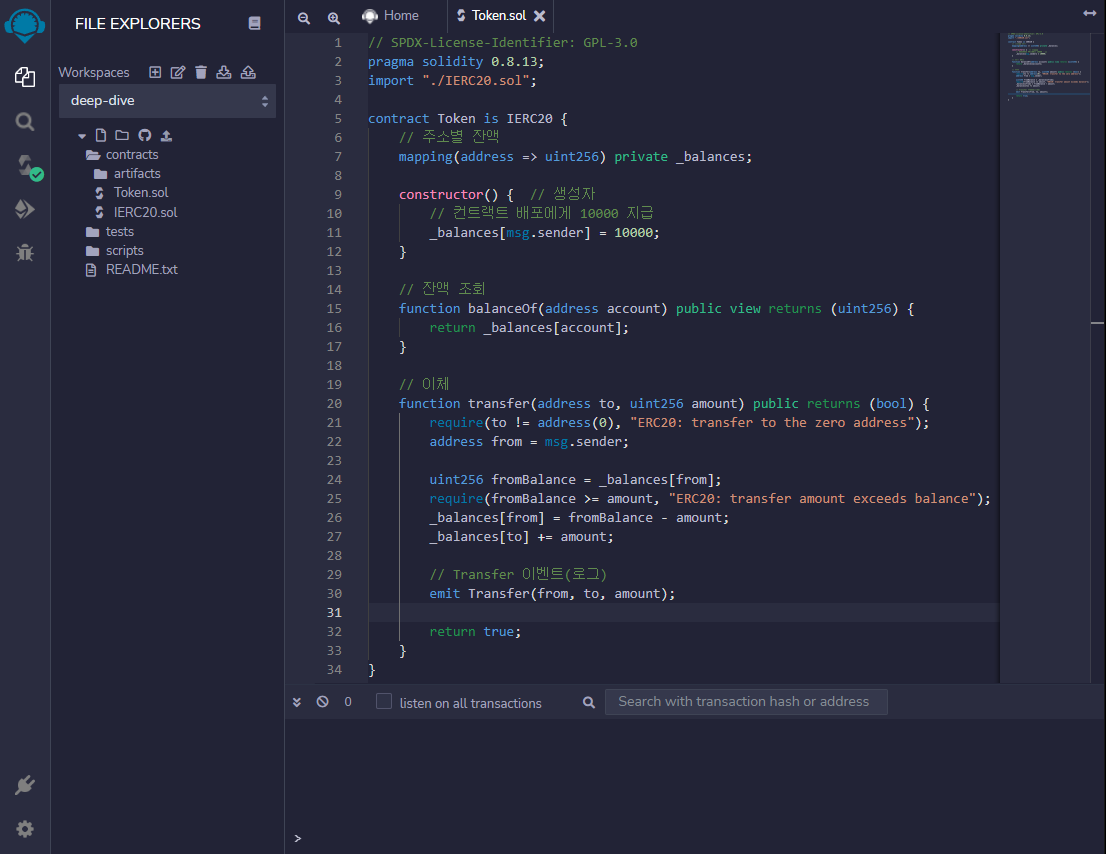 FILE EXPLORERS
Workspaces
deep-dive
contracts
artifacts
Token.sol
IERC20.sol
tests
scripts
README.txt
Home
Token.sol
1 // SPDX-License-Identifier: GPL-3.0
2 pragma solidity 0.8.13;
3 import "./IERC20.sol";
4
5 contract Token is IERC20 {
6 // 주소별 잔액
7 mapping(address => uint256) private _balances;
8
9 constructor() { // 생성자
10 // 컨트랙트 배포에게 10000 지급
11 _balances[msg.sender] = 10000;
12 }
13
14 // 잔액 조회
15 function balanceOf(address account) public view returns (uint256) {
16 return _balances[account];
17 }
18
19 // 이체
20 function transfer(address to, uint256 amount) public returns (bool) {
21 require(to != address(0), "ERC20: transfer to the zero address");
22 address from = msg.sender;
23
24 uint256 fromBalance = _balances[from];
25 require(fromBalance >= amount, "ERC20: transfer amount exceeds balance");
26 _balances[from] = fromBalance - amount;
27 _balances[to] += amount;
28
29 // Transfer 이벤트(로그)
30 emit Transfer(from, to, amount);
31
32 return true;
33 }
34 }
0 listen on all transactions Search with transaction hash or address
>